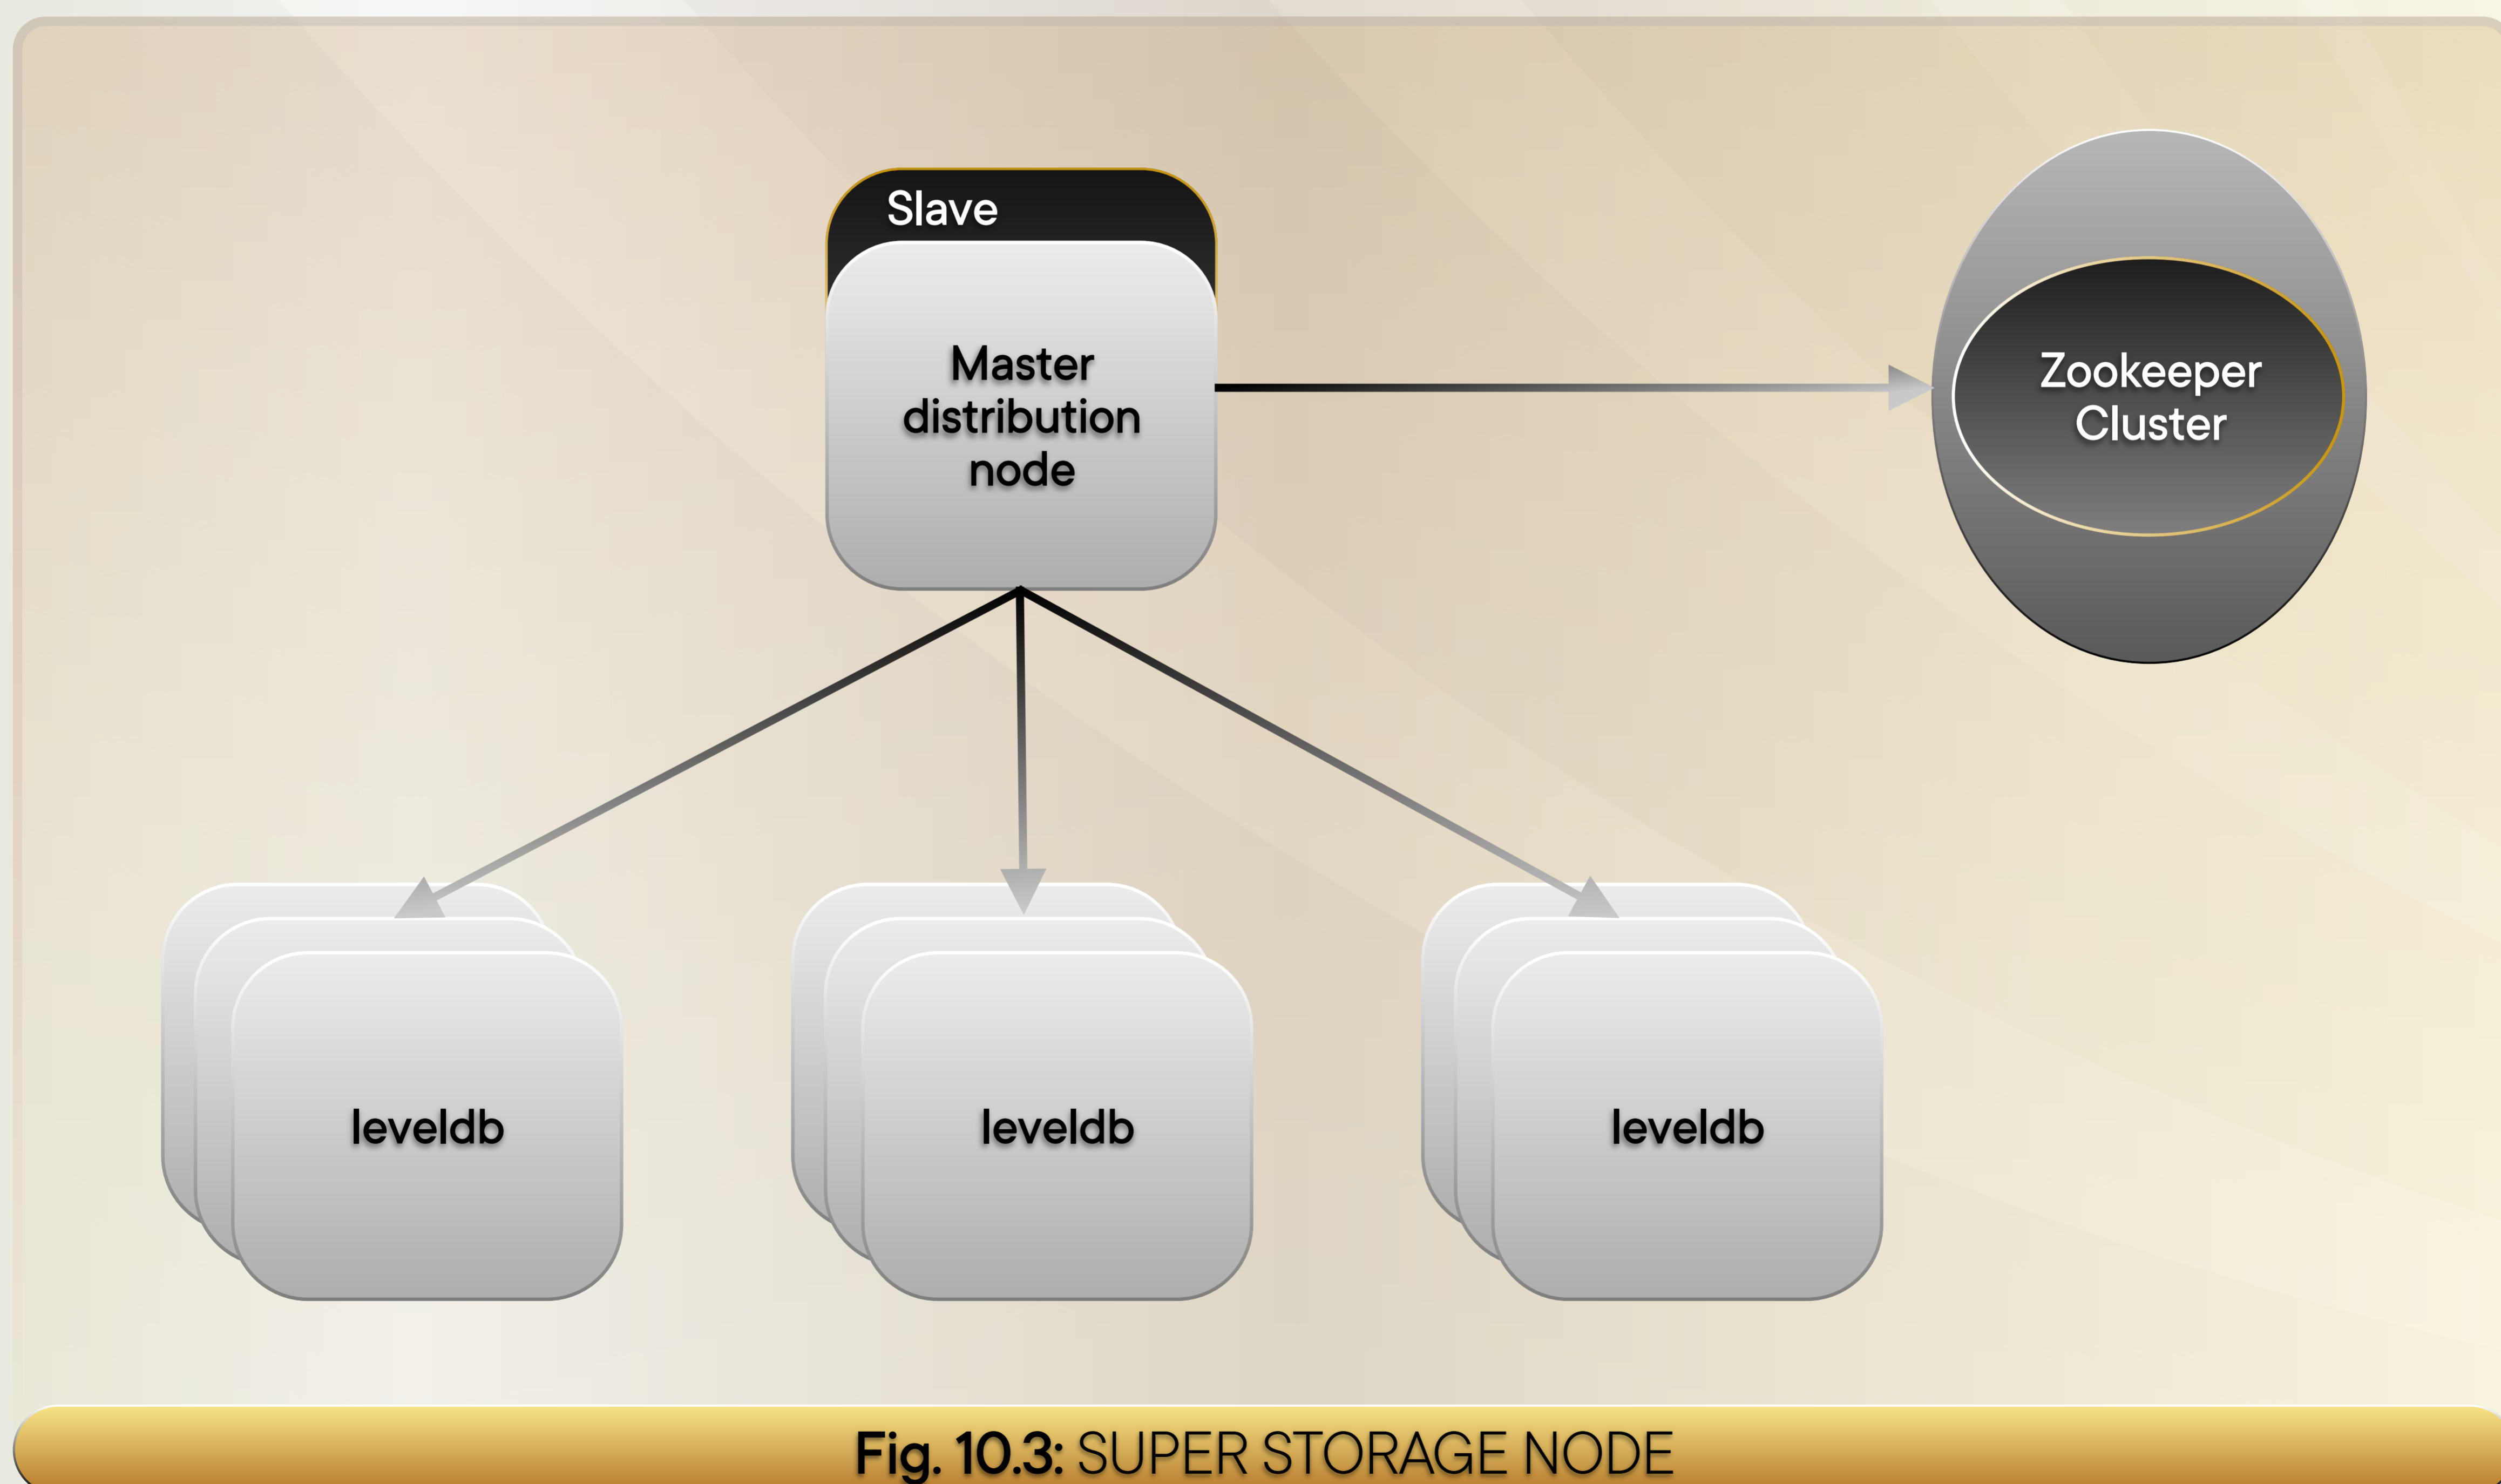 Slave
Master
distribution
node
Zookeeper
Cluster
leveldb
leveldb
leveldb
Fig. 10.3: SUPER STORAGE NODE